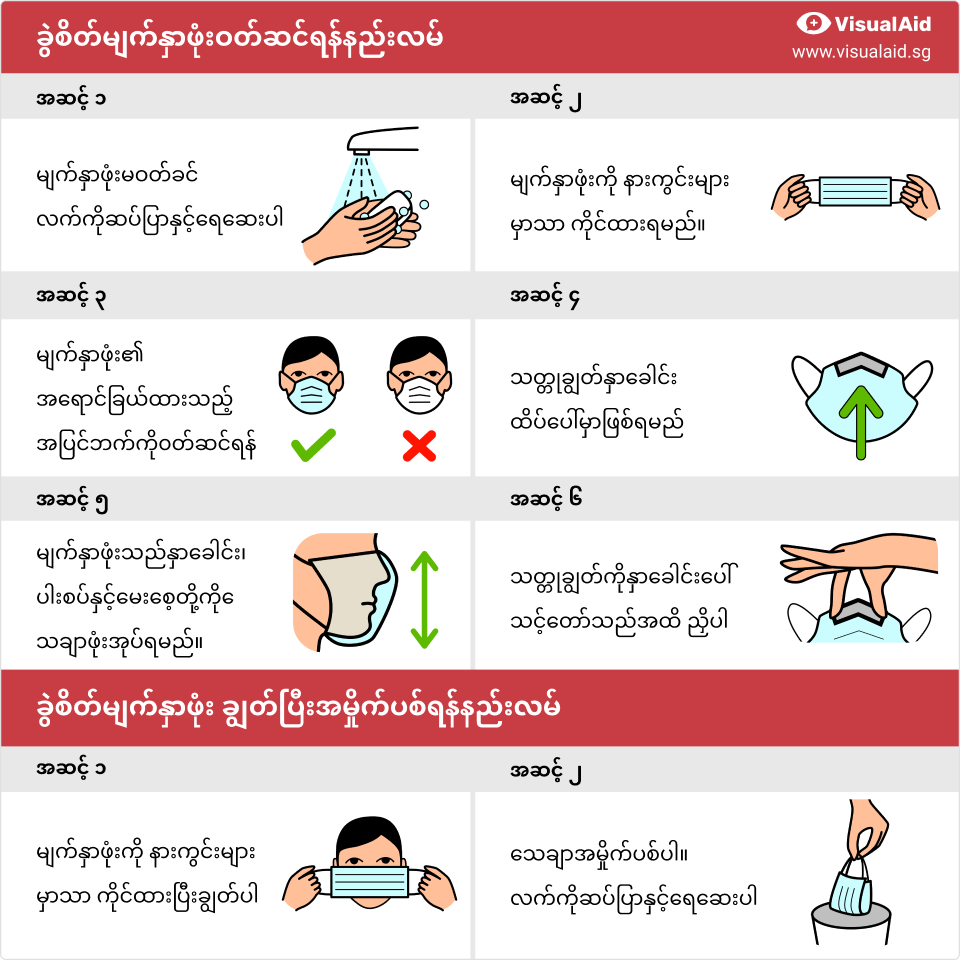 ခွဲစိတ်မျက်နှာဖုံးဝတ်ဆင်ရန်နည်းလမ်
VisualAid
www.visualaid.sg
အဆင့် ၁
မျက်နှာဖုံးမဝတ်ခင်
လက်ကိုဆပ်ပြာနှင့်ရေဆေးပါ
အဆင့် ၂
မျက်နှာဖုံးကို နားကွင်းများ
မှာသာ ကိုင်ထားရမည်။
အဆင့် ၃
မျက်နှာဖုံး၏
အရောင်ခြယ်ထားသည့်
အပြင်ဘက်ကိုဝတ်ဆင်ရန်
အဆင့် ၄
သတ္တုချွတ်နှာခေါင်း
ထိပ်ပေါ်မှာဖြစ်ရမည်
အဆင့် ၅
မျက်နှာဖုံးသည်နှာခေါင်း၊
ပါးစပ်နှင့်မေးစေ့တို့ကိုေ
သချာဖုံးအုပ်ရမည်။
အဆင့် ၆
သတ္တုချွတ်ကိုနှာခေါင်းပေါ်
သင့်တော်သည်အထိ ညှိပါ
ခွဲစိတ်မျက်နှာဖုံး ချွတ်ပြီးအမှိုက်ပစ်ရန်နည်းလမ်
အဆင့် ၁
မျက်နှာဖုံးကို နားကွင်းများ
မှာသာ ကိုင်ထားပြီးချွတ်ပါ
အဆင့် ၂
သေချာအမှိုက်ပစ်ပါ။
လက်ကိုဆပ်ပြာနှင့်ရေဆေးပါ